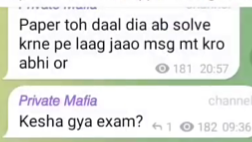 Paper toh daal dia ab solve
krne pe laag jaao msg mt kro
abhi or
181 20:57
Private Mafia channel
Kesha gya exam? 1 182 09:36